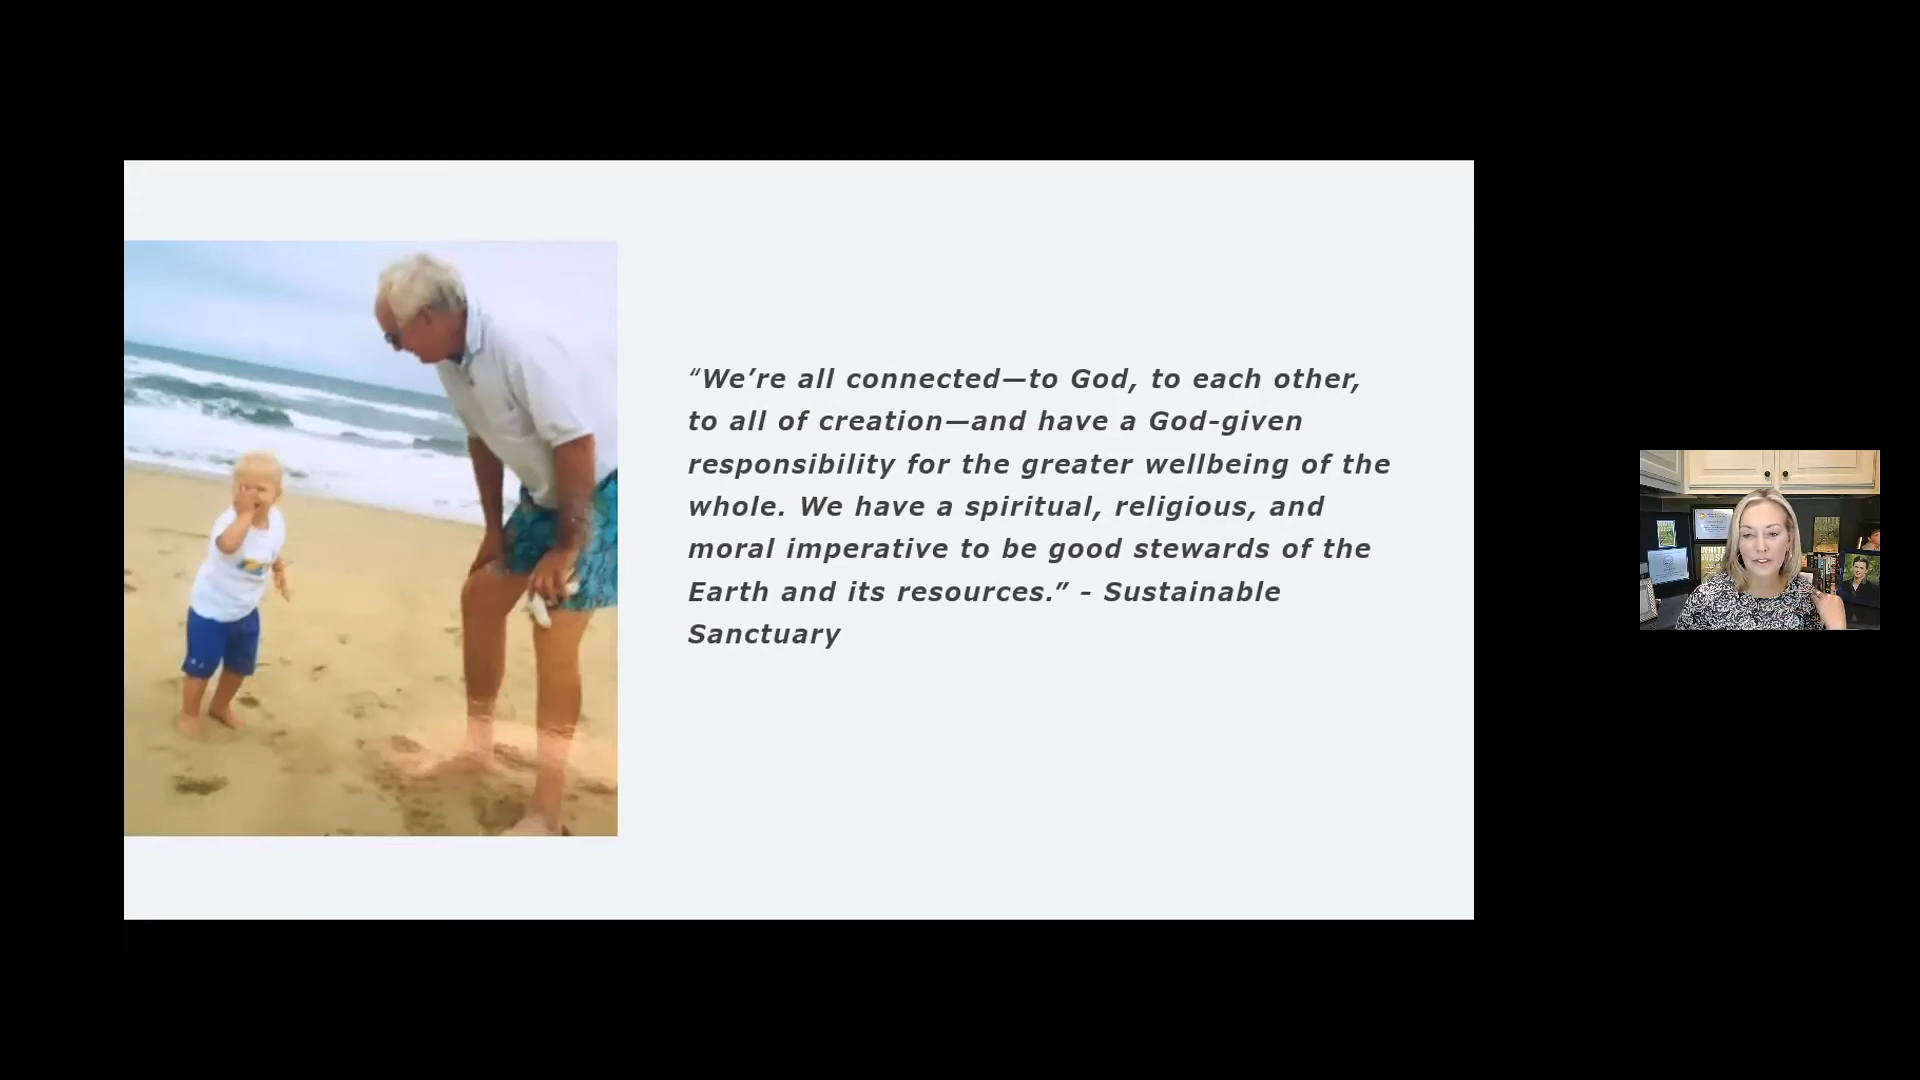 “We’re all connected—to God, to each other,
to all of creation—and have a God-given
responsibility for the greater wellbeing of the
whole. We have a spiritual, religious, and
moral imperative to be good stewards of the
Earth and its resources.” - Sustainable
Sanctuary
WHITE
WASH